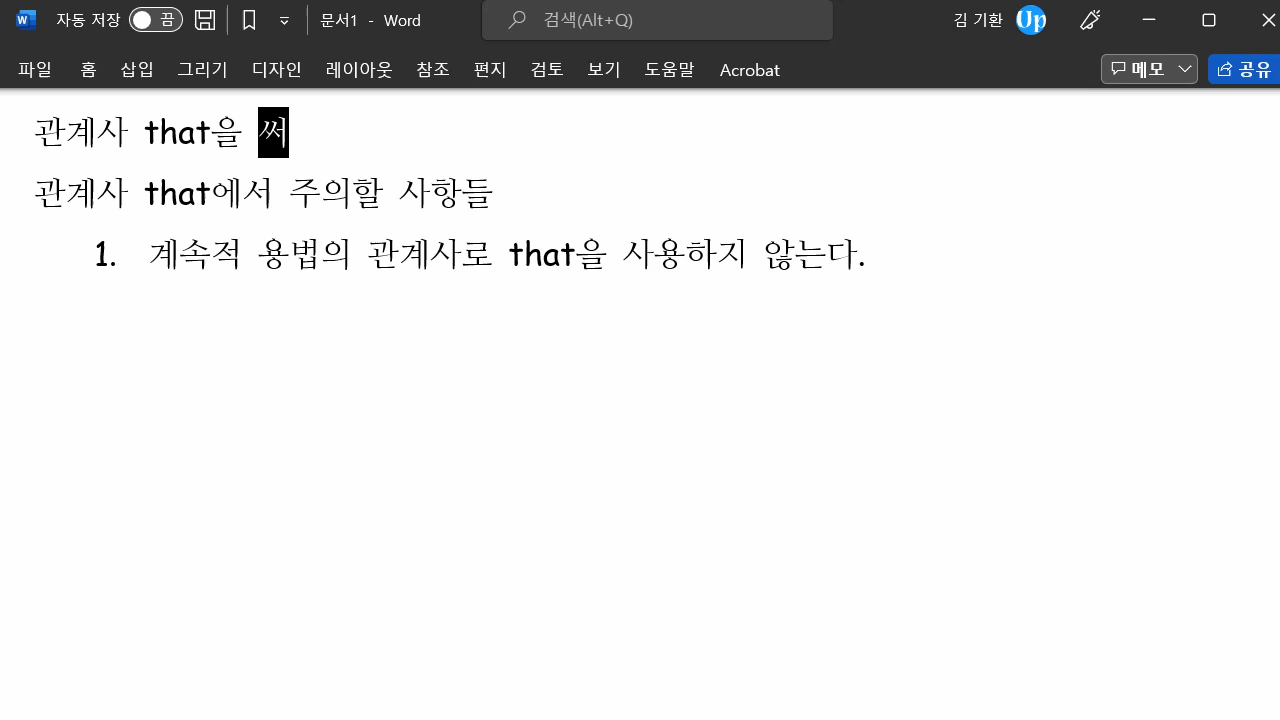 자동 저장 끔 문서1 - Word 검색(Alt+Q) 김 기환 Up
파일 홈 삽입 그리기 디자인 레이아웃 참조 편지 검토 보기 도움말 Acrobat 메모 공유
관계사 that을 써
관계사 that에서 주의할 사항들
1. 계속적 용법의 관계사로 that을 사용하지 않는다.